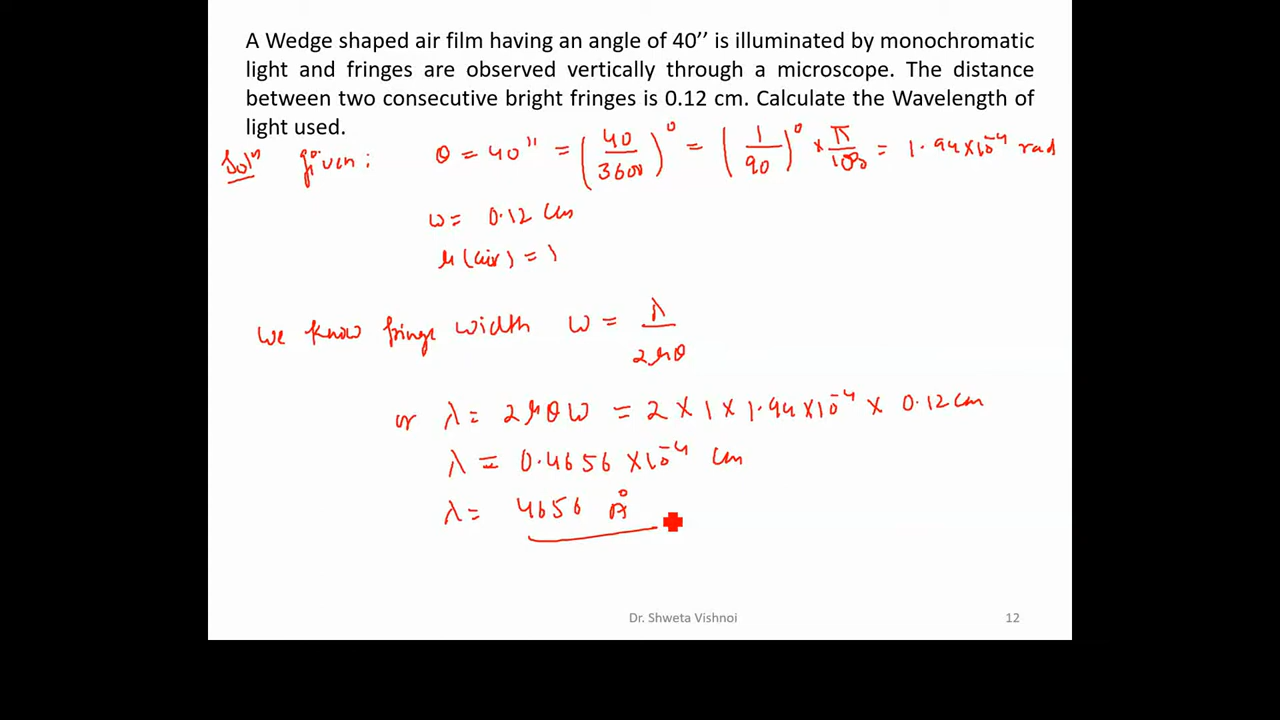 A Wedge shaped air film having an angle of 40’’ is illuminated by monochromatic
light and fringes are observed vertically through a microscope. The distance
between two consecutive bright fringes is 0.12 cm. Calculate the Wavelength of
light used.
Solⁿ given: θ = 40" = (40/3600)° = (1/90)° × π/180 = 1.94×10⁻⁴ rad
ω = 0.12 cm
μ(air) = 1
We know fringe width ω = λ/2μθ
or λ = 2μθω = 2 × 1 × 1.94×10⁻⁴ × 0.12 cm
λ = 0.4656 ×10⁻⁴ cm
λ = 4656 Å
Dr. Shweta Vishnoi 12